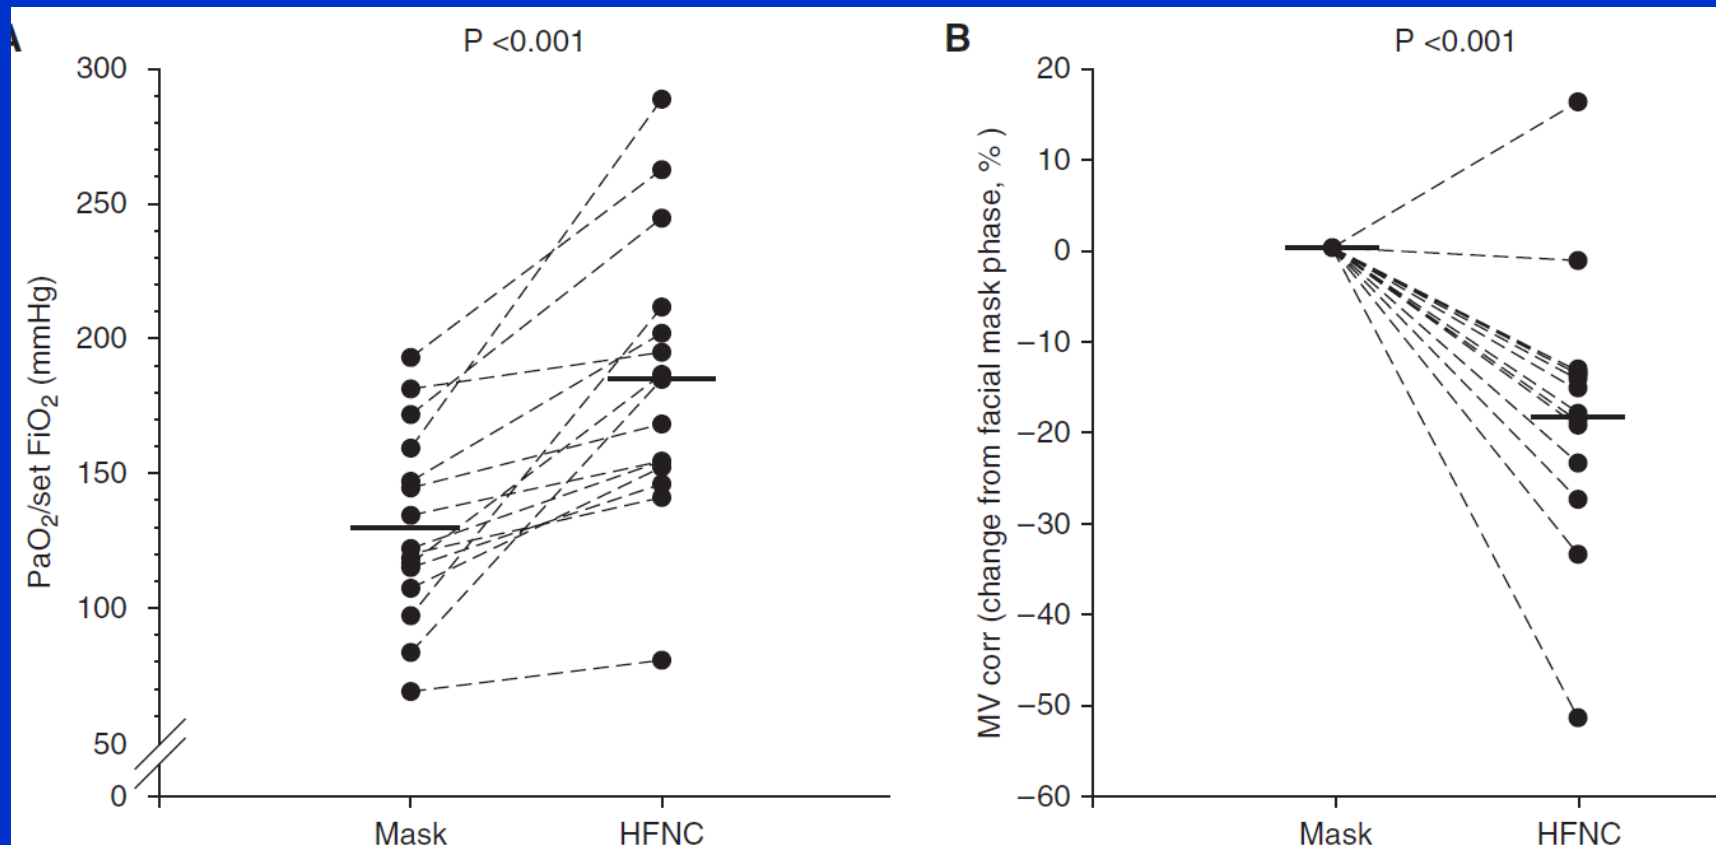 A
P <0.001
300
250
200
150
100
50
0
PaO2/set FiO2 (mmHg)
Mask
HFNC
B
P <0.001
20
10
0
−10
−20
−30
−40
−50
−60
MV corr (change from facial mask phase, % )
Mask
HFNC